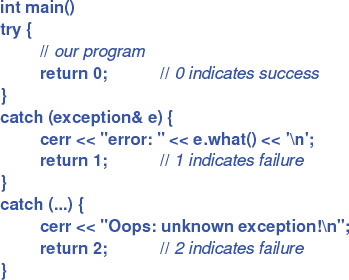 int main()
try {
// our program
return 0; // 0 indicates success
}
catch (exception& e) {
cerr << "error: " << e.what() << '\n';
return 1; // 1 indicates failure
}
catch (...) {
cerr << "Oops: unknown exception!\n";
return 2; // 2 indicates failure
}